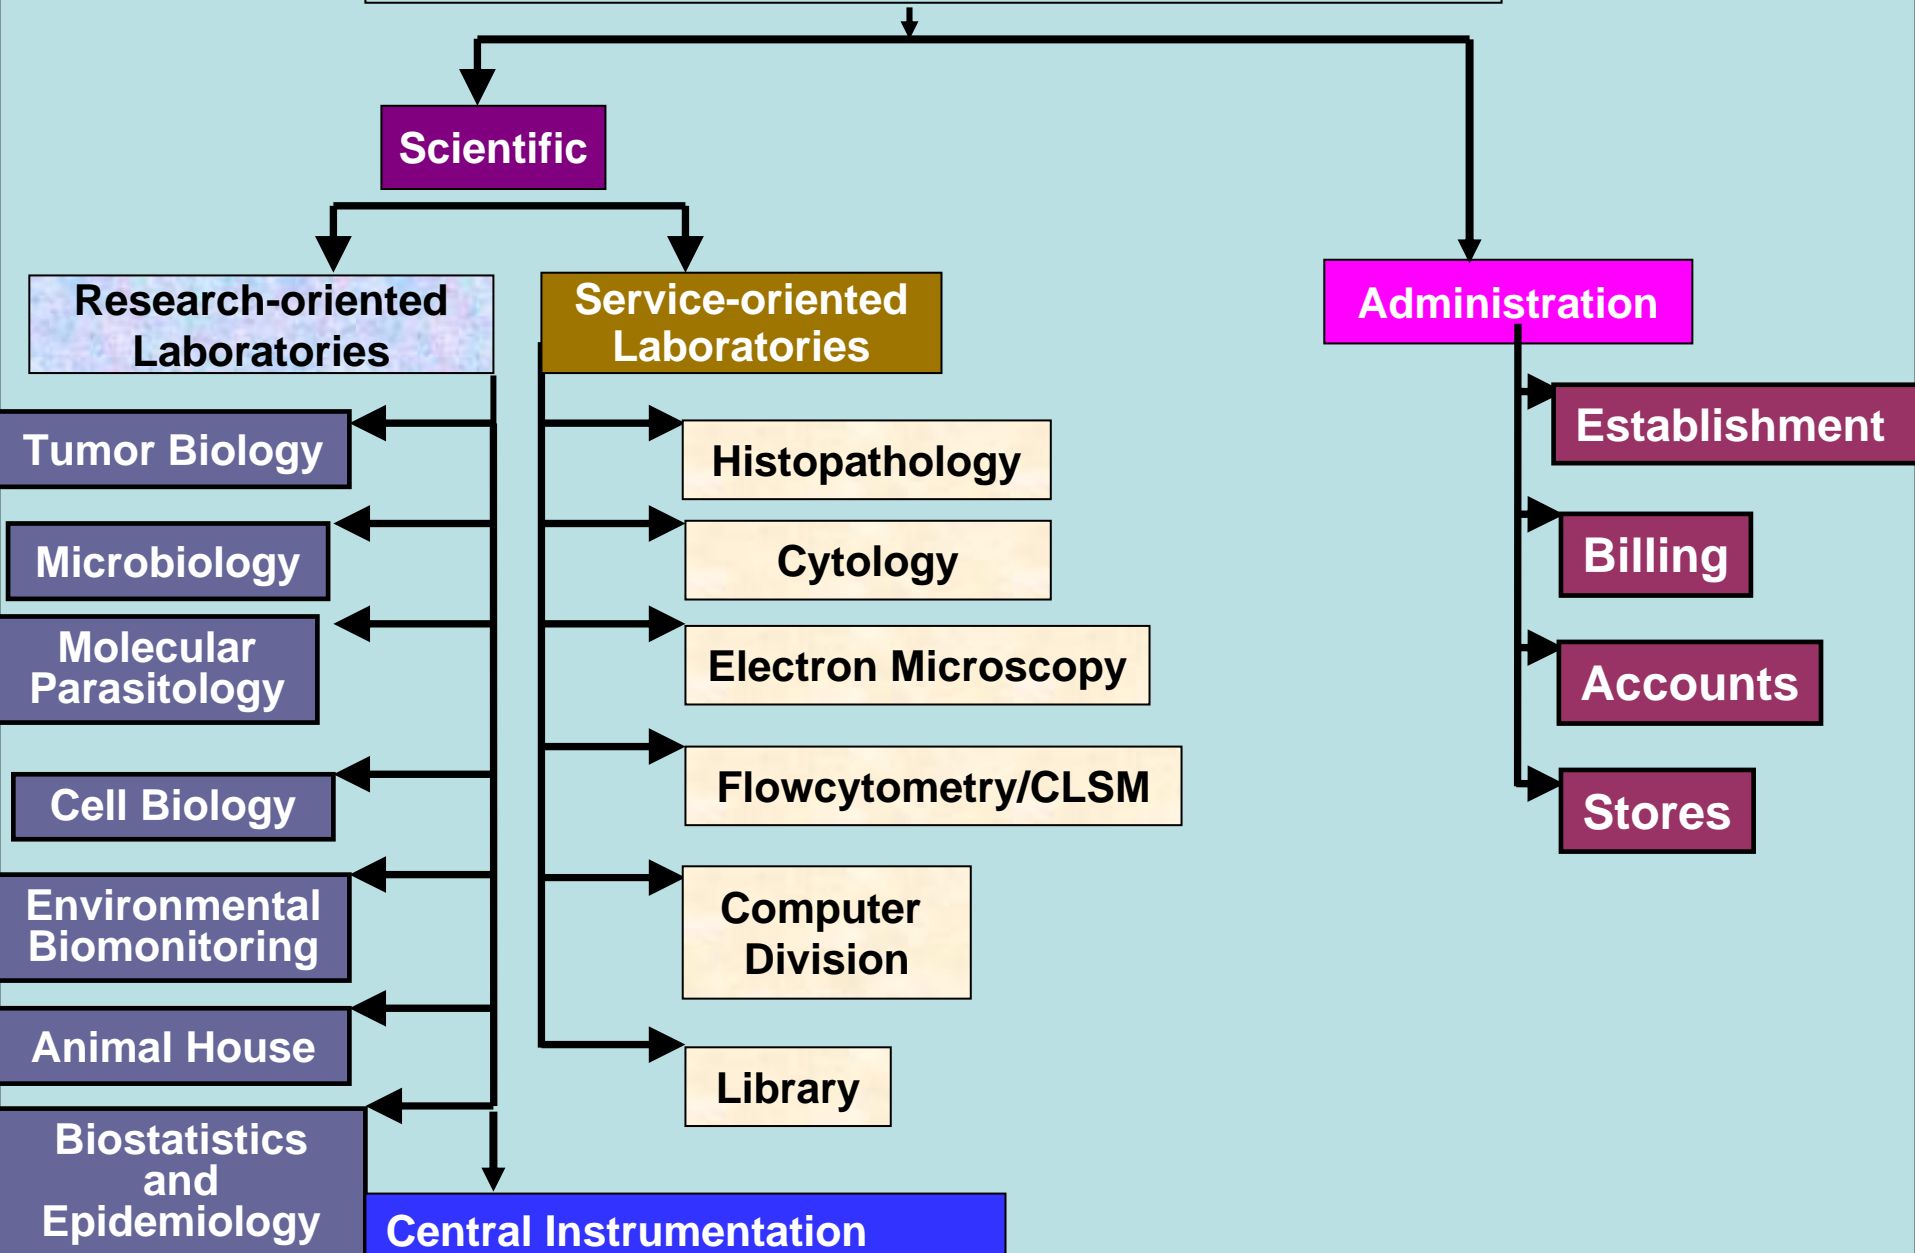 Scientific
Research-oriented
Laboratories
Service-oriented
Laboratories
Administration
Tumor Biology
Microbiology
Molecular
Parasitology
Cell Biology
Environmental
Biomonitoring
Animal House
Biostatistics
and
Epidemiology
Central Instrumentation
Histopathology
Cytology
Electron Microscopy
Flowcytometry/CLSM
Computer
Division
Library
Establishment
Billing
Accounts
Stores